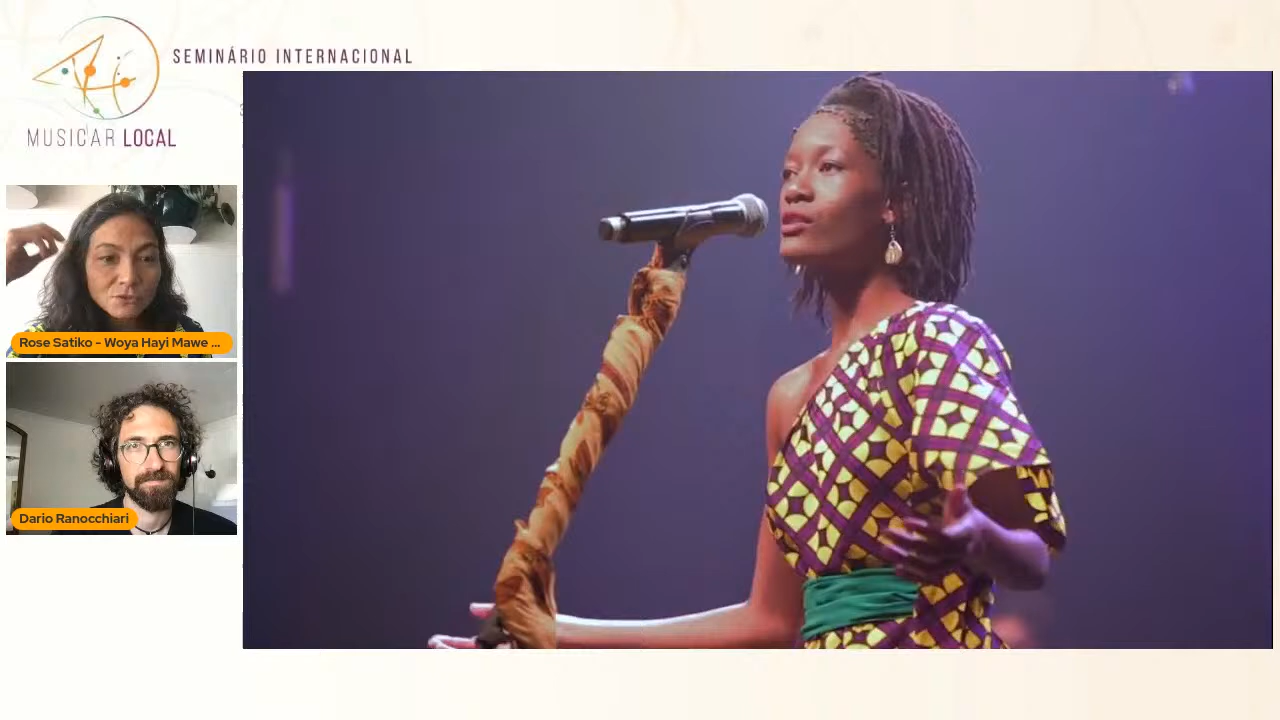 SEMINÁRIO INTERNACIONAL
MUSICAR LOCAL
Rose Satiko - Woya Hayi Mawe ...
Dario Ranocchiari